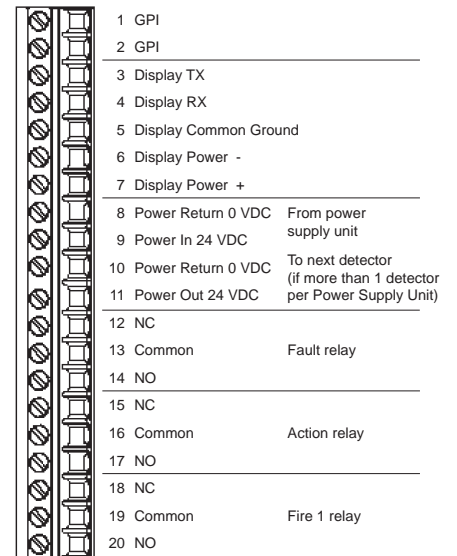 1 GPI
2 GPI
3 Display TX
4 Display RX
5 Display Common Ground
6 Display Power -
7 Display Power +
8 Power Return 0 VDC From power
supply unit
9 Power In 24 VDC
10 Power Return 0 VDC To next detector
(if more than 1 detector
11 Power Out 24 VDC per Power Supply Unit)
12 NC
13 Common Fault relay
14 NO
15 NC
16 Common Action relay
17 NO
18 NC
19 Common Fire 1 relay
20 NO